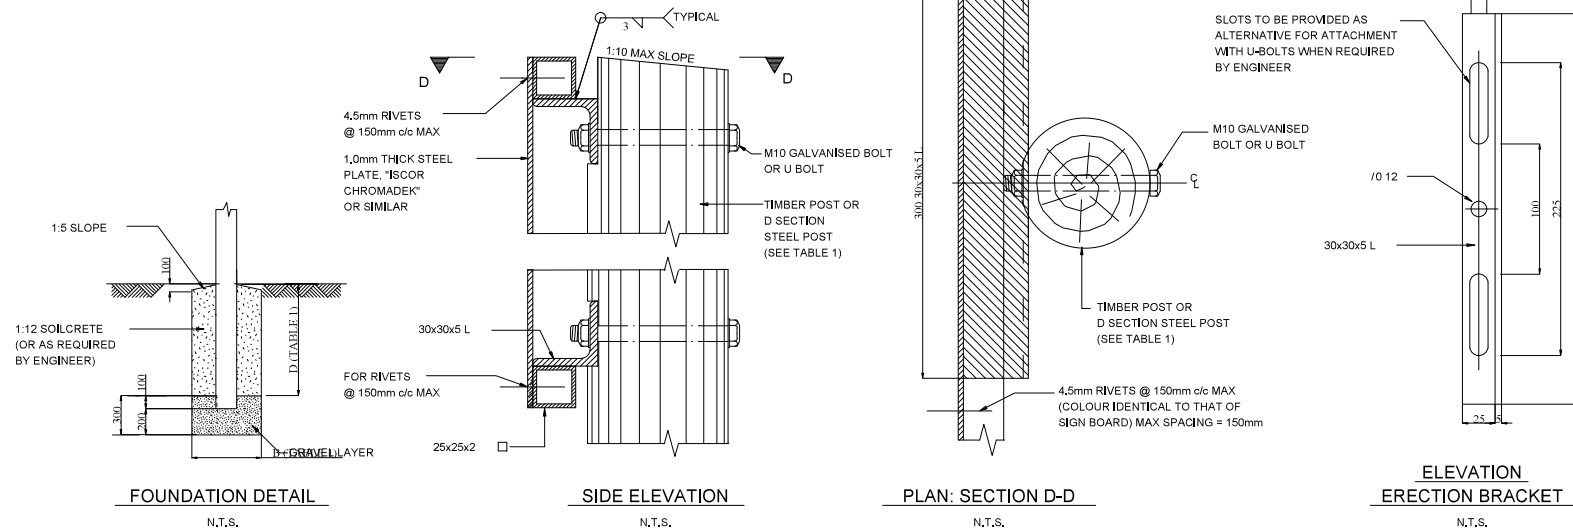 1:5 SLOPE
100
1:12 SOILCRETE
(OR AS REQUIRED
BY ENGINEER)
D (TABLE 1)
100
300
200
GRAVEL LAYER
FOUNDATION DETAIL
N.T.S.
3
TYPICAL
1:10 MAX SLOPE
D
D
4.5mm RIVETS
@ 150mm c/c MAX
1.0mm THICK STEEL
PLATE, "ISCOR
CHROMADEK"
OR SIMILAR
M10 GALVANISED BOLT
OR U BOLT
TIMBER POST OR
D SECTION
STEEL POST
(SEE TABLE 1)
30x30x5 L
FOR RIVETS
@ 150mm c/c MAX
25x25x2
SIDE ELEVATION
N.T.S.
300 30x30x5 L
M10 GALVANISED
BOLT OR U BOLT
℄
TIMBER POST OR
D SECTION STEEL POST
(SEE TABLE 1)
4.5mm RIVETS @ 150mm c/c MAX
(COLOUR IDENTICAL TO THAT OF
SIGN BOARD) MAX SPACING = 150mm
PLAN: SECTION D-D
N.T.S.
SLOTS TO BE PROVIDED AS
ALTERNATIVE FOR ATTACHMENT
WITH U-BOLTS WHEN REQUIRED
BY ENGINEER
/0 12
100
225
30x30x5 L
25
5
ELEVATION
ERECTION BRACKET
N.T.S.